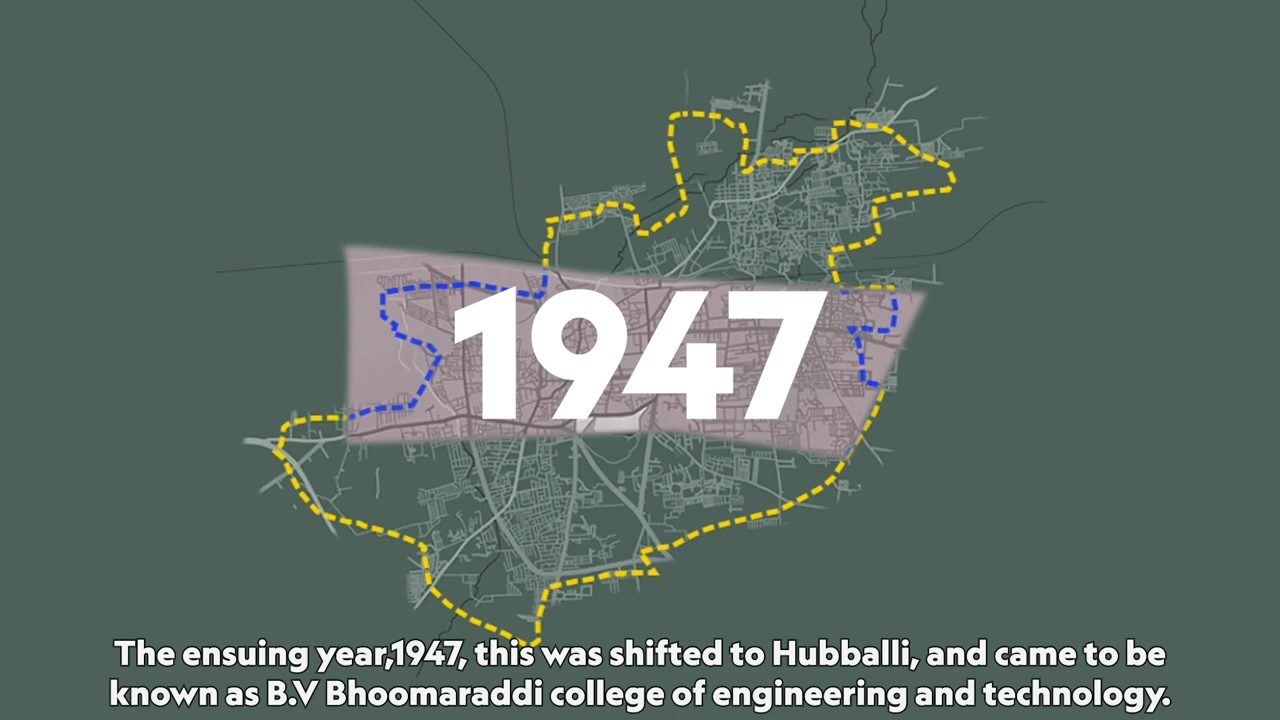 1947
The ensuing year,1947, this was shifted to Hubballi, and came to be
known as B.V Bhoomaraddi college of engineering and technology.